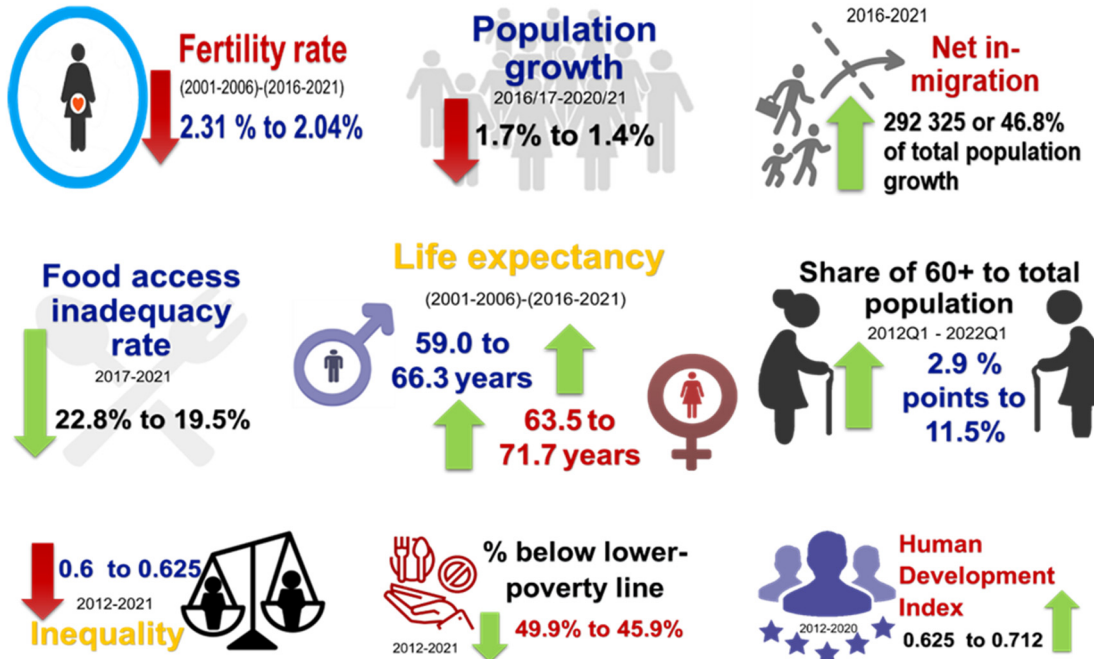 Fertility rate
(2001-2006)-(2016-2021)
2.31 % to 2.04%
Population
growth
2016/17-2020/21
1.7% to 1.4%
2016-2021
Net in-
migration
292 325 or 46.8%
of total population
growth
Food access
inadequacy
rate
2017-2021
22.8% to 19.5%
Life expectancy
(2001-2006)-(2016-2021)
59.0 to
66.3 years
63.5 to
71.7 years
Share of 60+ to total
population
2012Q1 - 2022Q1
2.9 %
points to
11.5%
0.6 to 0.625
2012-2021
Inequality
% below lower-
poverty line
49.9% to 45.9%
2012-2021
Human
Development
Index
2012-2020
0.625 to 0.712